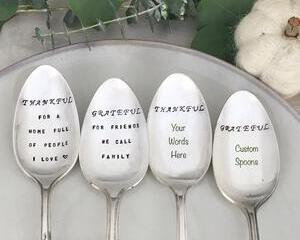 THANKFUL
FOR A
HOME FULL
OF PEOPLE
I LOVE ♡
GRATEFUL
FOR FRIENDS
WE CALL
FAMILY
THANKFUL
Your
Words
Here
GRATEFUL
Custom
Spoons